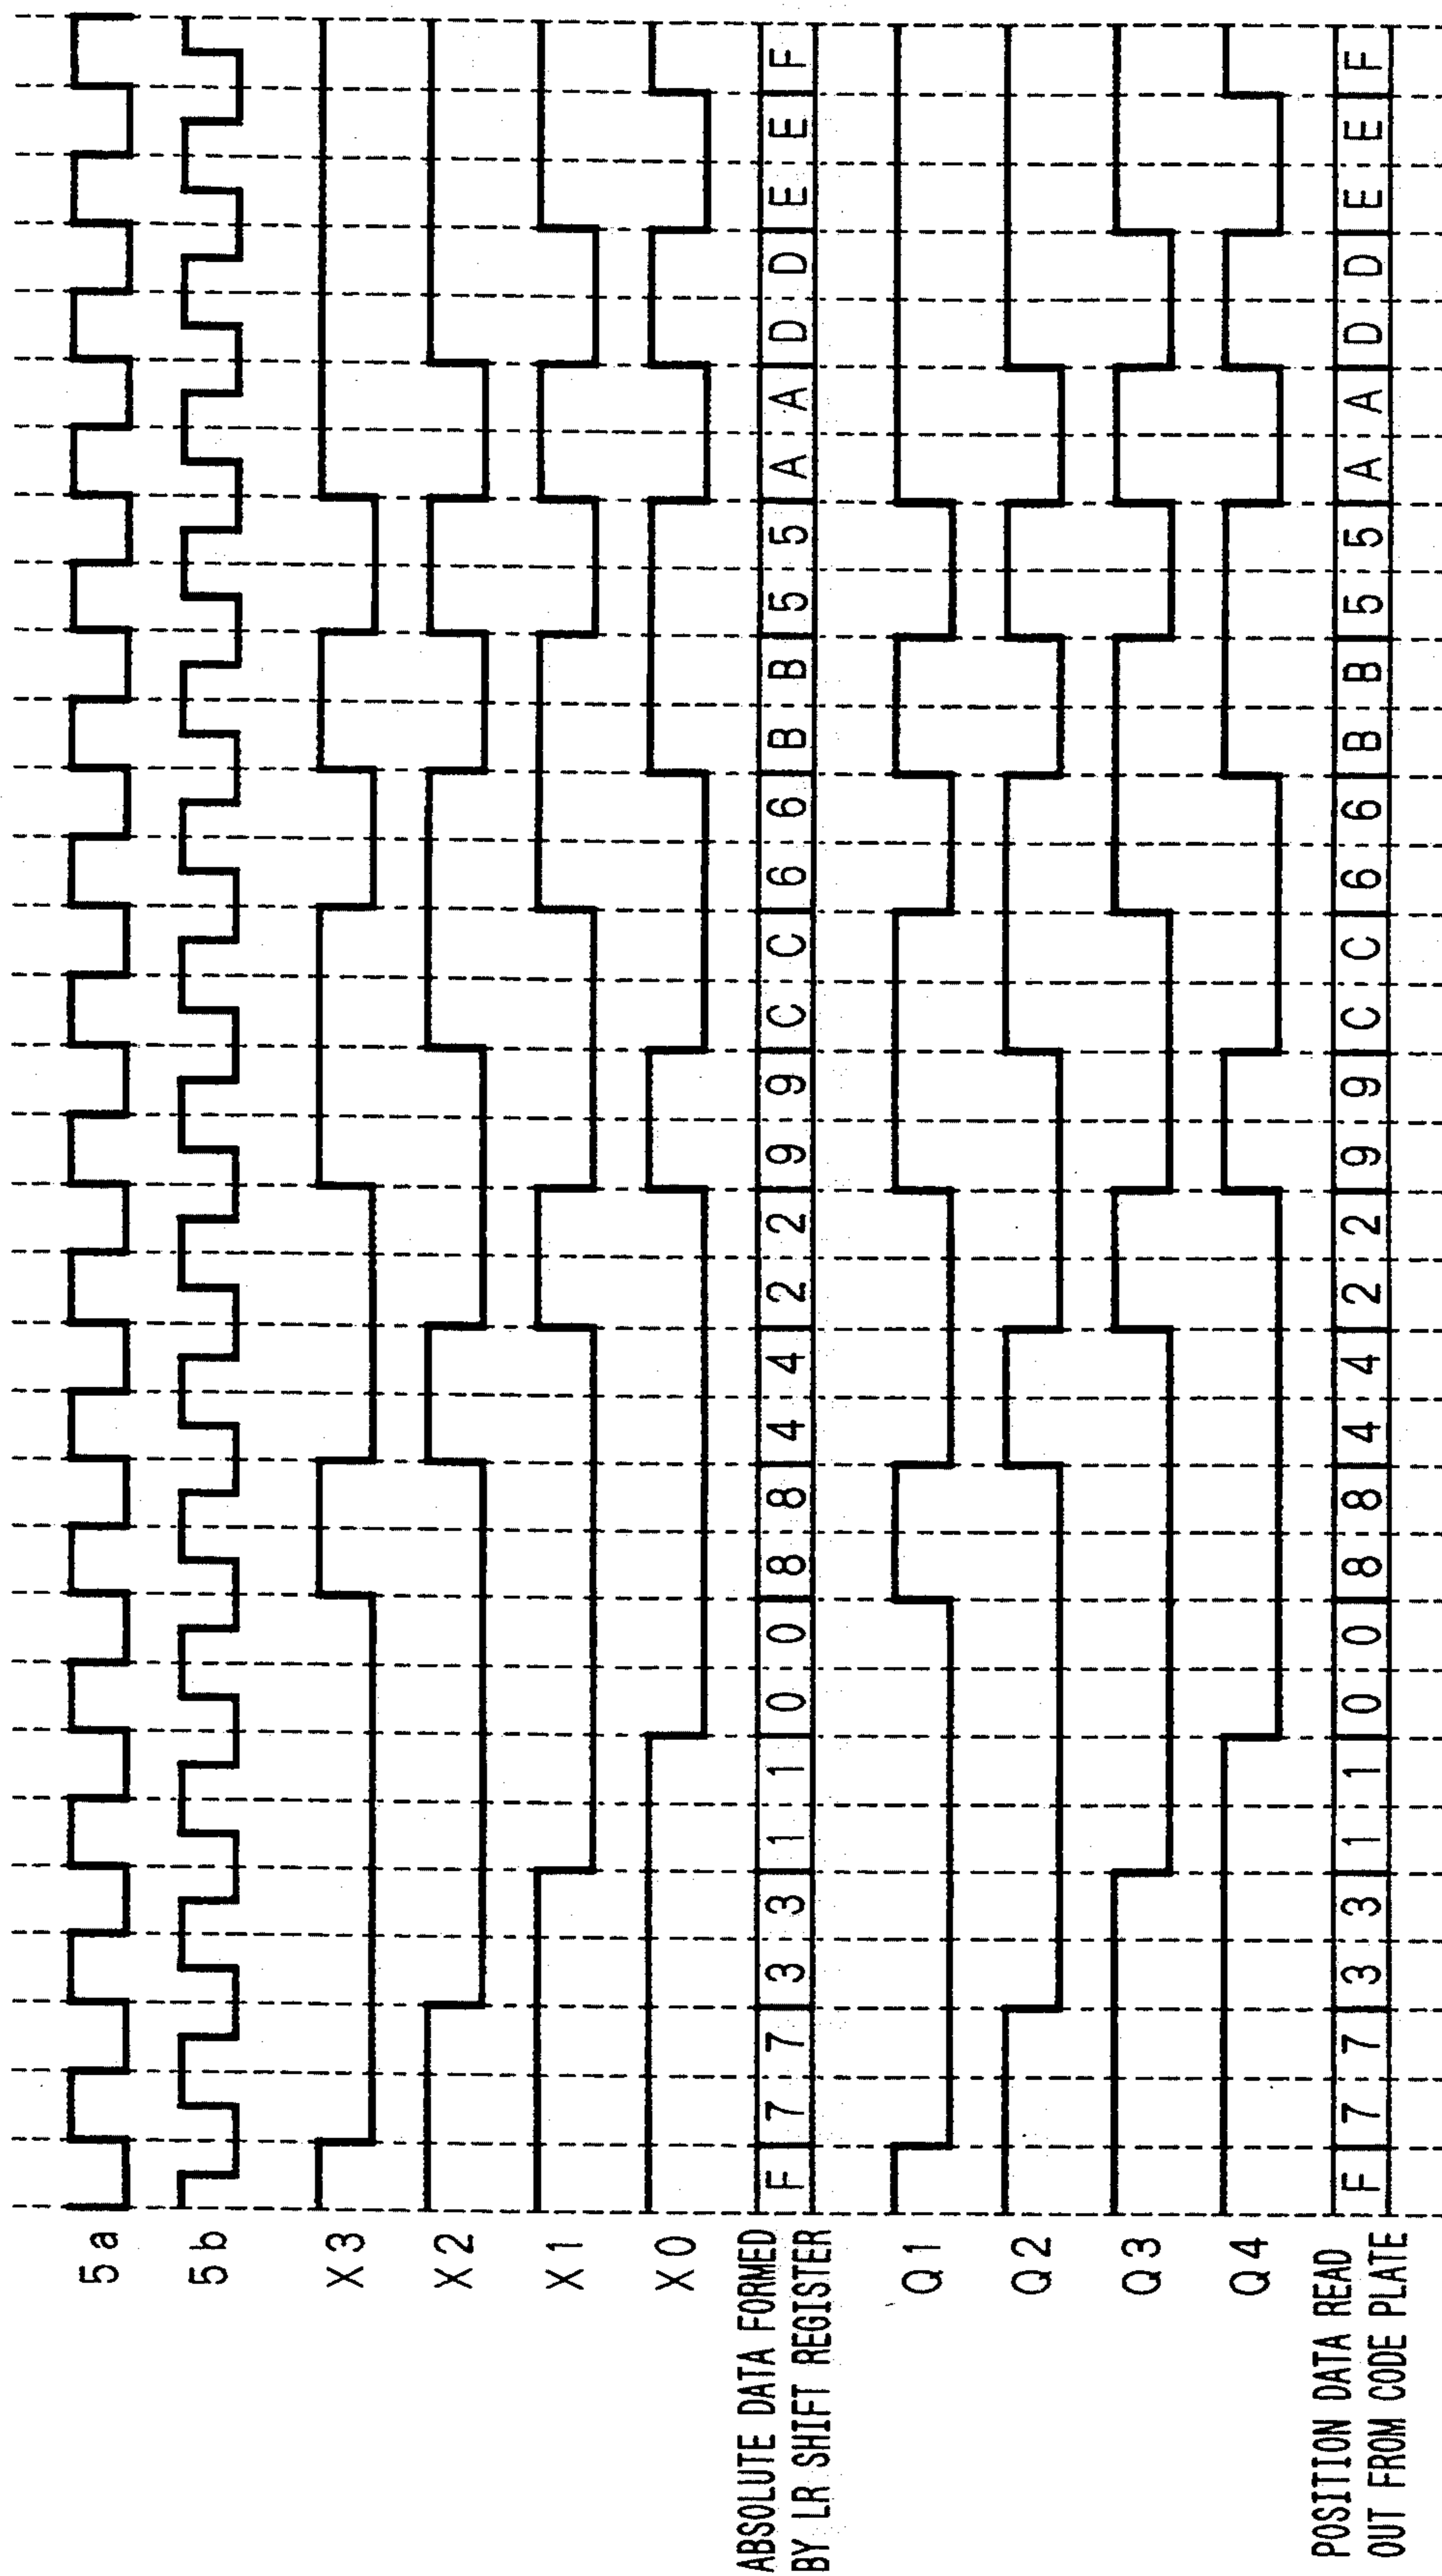 5a
5b
X3
X2
X1
X0
ABSOLUTE DATA FORMED
BY LR SHIFT REGISTER
F 7 7 3 3 1 1 0 0 8 8 4 4 2 2 9 9 C C 6 6 B B 5 5 A A D D E E F
Q1
Q2
Q3
Q4
POSITION DATA READ
OUT FROM CODE PLATE
F 7 7 3 3 1 1 0 0 8 8 4 4 2 2 9 9 C C 6 6 B B 5 5 A A D D E E F